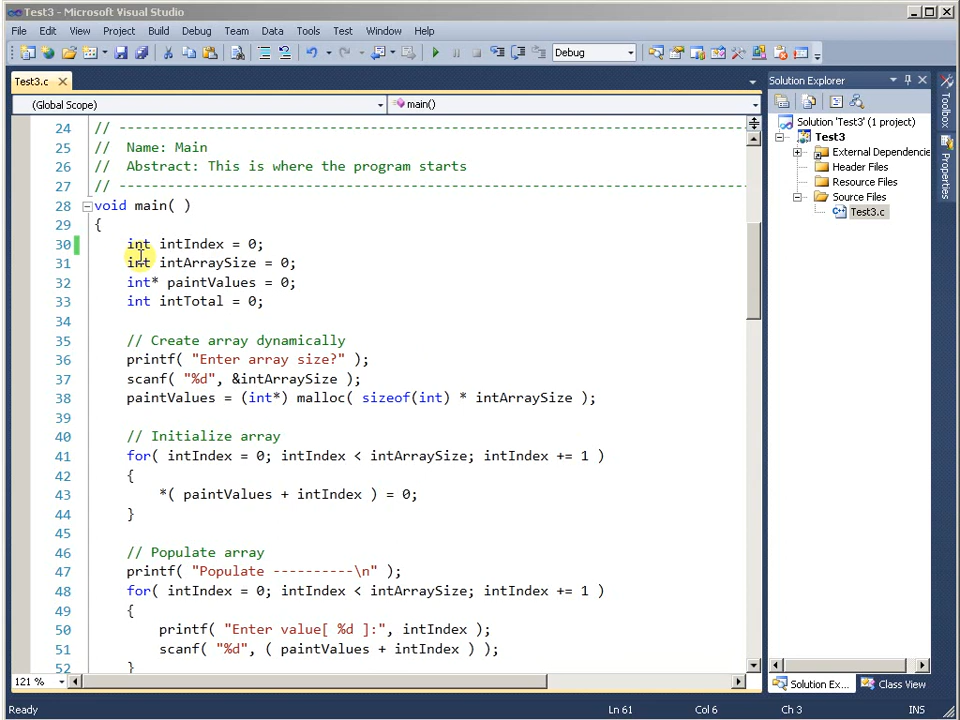 Test3 - Microsoft Visual Studio
File Edit View Project Build Debug Team Data Tools Test Window Help
Debug
Test3.c
(Global Scope) main()
24 // ------------------------------------------------------------------------------
25 // Name: Main
26 // Abstract: This is where the program starts
27 // ------------------------------------------------------------------------------
28 void main( )
29 {
30 int intIndex = 0;
31 int intArraySize = 0;
32 int* paintValues = 0;
33 int intTotal = 0;
34
35 // Create array dynamically
36 printf( "Enter array size?" );
37 scanf( "%d", &intArraySize );
38 paintValues = (int*) malloc( sizeof(int) * intArraySize );
39
40 // Initialize array
41 for( intIndex = 0; intIndex < intArraySize; intIndex += 1 )
42 {
43 *( paintValues + intIndex ) = 0;
44 }
45
46 // Populate array
47 printf( "Populate ----------\n" );
48 for( intIndex = 0; intIndex < intArraySize; intIndex += 1 )
49 {
50 printf( "Enter value[ %d ]:", intIndex );
51 scanf( "%d", ( paintValues + intIndex ) );
52 }
121 %
Solution Explorer
Solution 'Test3' (1 project)
Test3
External Dependencie
Header Files
Resource Files
Source Files
Test3.c
Solution Ex... Class View
Toolbox
Properties
Ready Ln 61 Col 6 Ch 3 INS